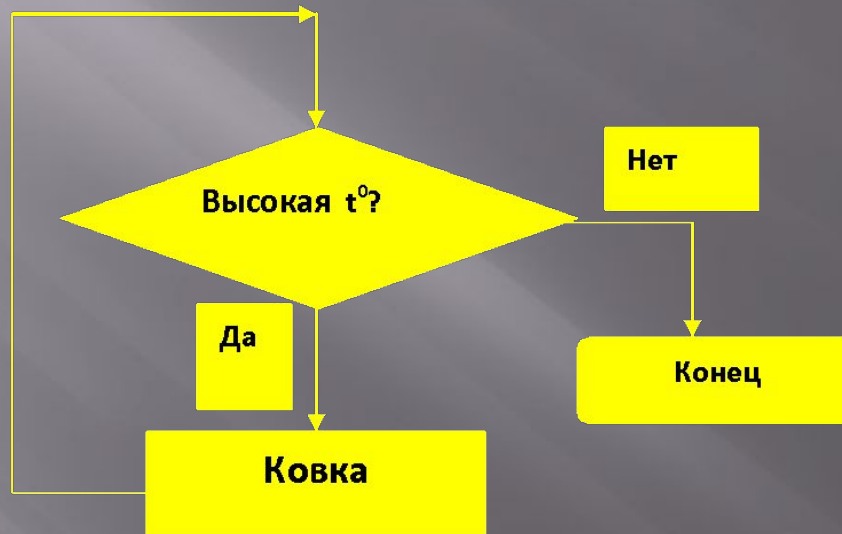 Высокая t⁰?
Нет
Да
Конец
Ковка